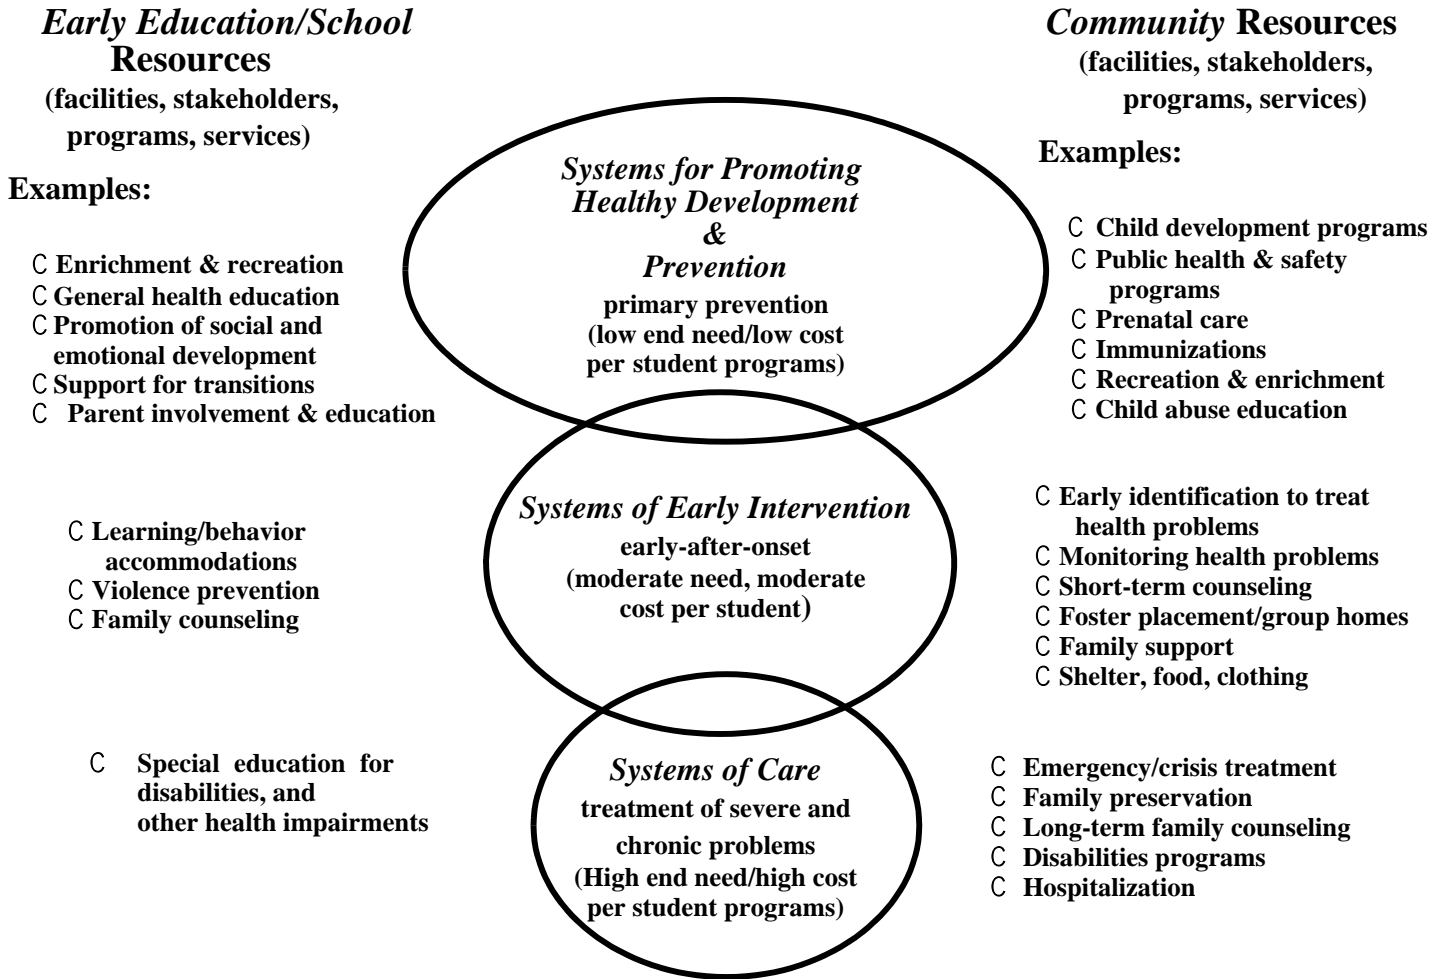 Early Education/School
Resources
(facilities, stakeholders,
programs, services)
Examples:
C Enrichment & recreation
C General health education
C Promotion of social and
emotional development
C Support for transitions
C Parent involvement & education
C Learning/behavior
accommodations
C Violence prevention
C Family counseling
C Special education for
disabilities, and
other health impairments
Systems for Promoting
Healthy Development
&
Prevention
primary prevention
(low end need/low cost
per student programs)
Systems of Early Intervention
early-after-onset
(moderate need, moderate
cost per student)
Systems of Care
treatment of severe and
chronic problems
(High end need/high cost
per student programs)
Community Resources
(facilities, stakeholders,
programs, services)
Examples:
C Child development programs
C Public health & safety
programs
C Prenatal care
C Immunizations
C Recreation & enrichment
C Child abuse education
C Early identification to treat
health problems
C Monitoring health problems
C Short-term counseling
C Foster placement/group homes
C Family support
C Shelter, food, clothing
C Emergency/crisis treatment
C Family preservation
C Long-term family counseling
C Disabilities programs
C Hospitalization